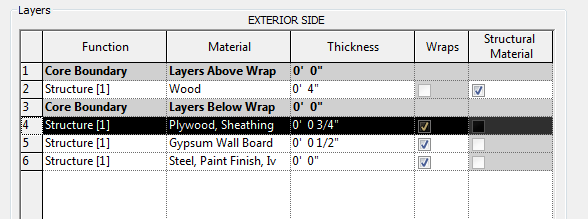 Layers
EXTERIOR SIDE
Function Material Thickness Wraps Structural Material
1 Core Boundary Layers Above Wrap 0' 0"
2 Structure [1] Wood 0' 4"
3 Core Boundary Layers Below Wrap 0' 0"
4 Structure [1] Plywood, Sheathing 0' 0 3/4"
5 Structure [1] Gypsum Wall Board 0' 0 1/2"
6 Structure [1] Steel, Paint Finish, Iv 0' 0"